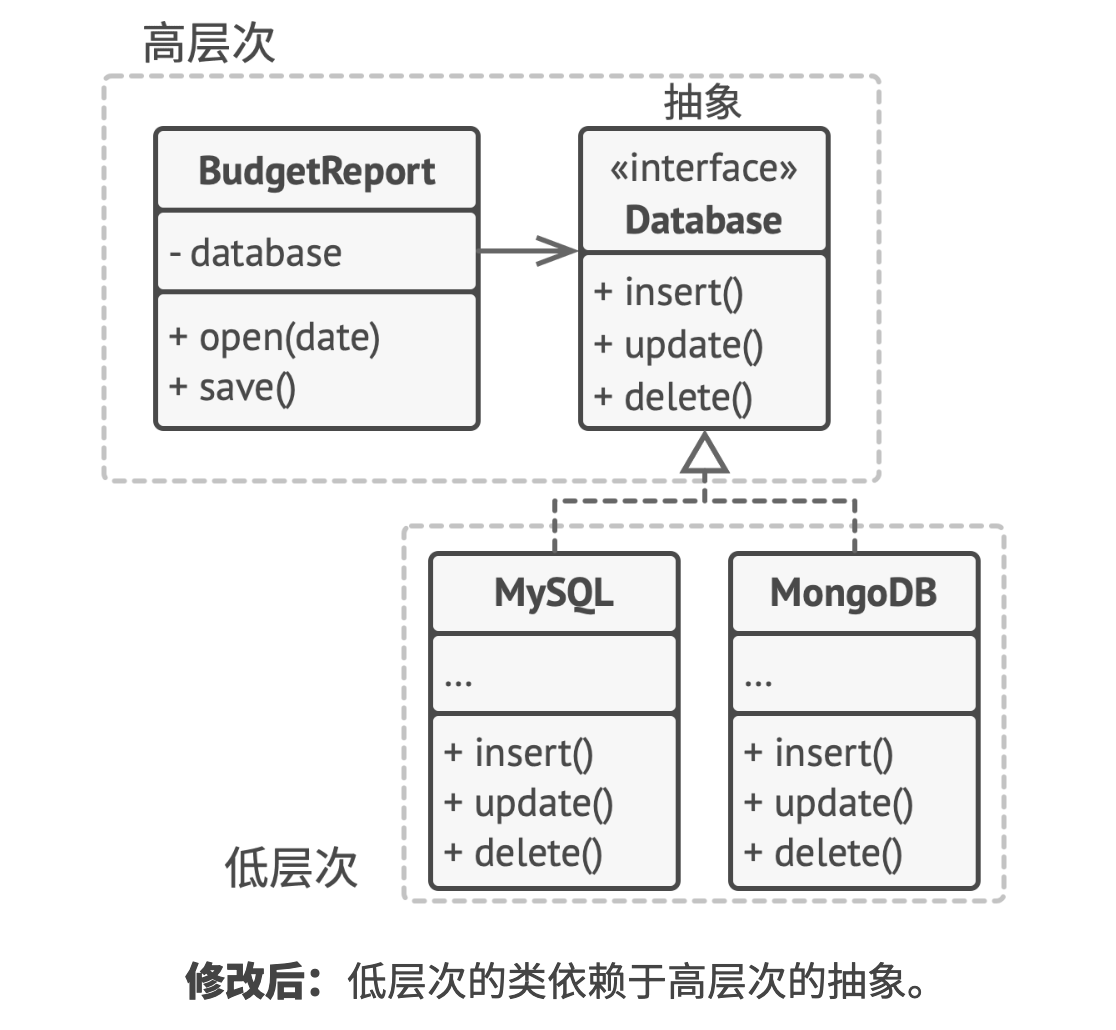 高层次
抽象
BudgetReport
- database
+ open(date)
+ save()
«interface»
Database
+ insert()
+ update()
+ delete()
MySQL
...
+ insert()
+ update()
+ delete()
MongoDB
...
+ insert()
+ update()
+ delete()
低层次
修改后：低层次的类依赖于高层次的抽象。